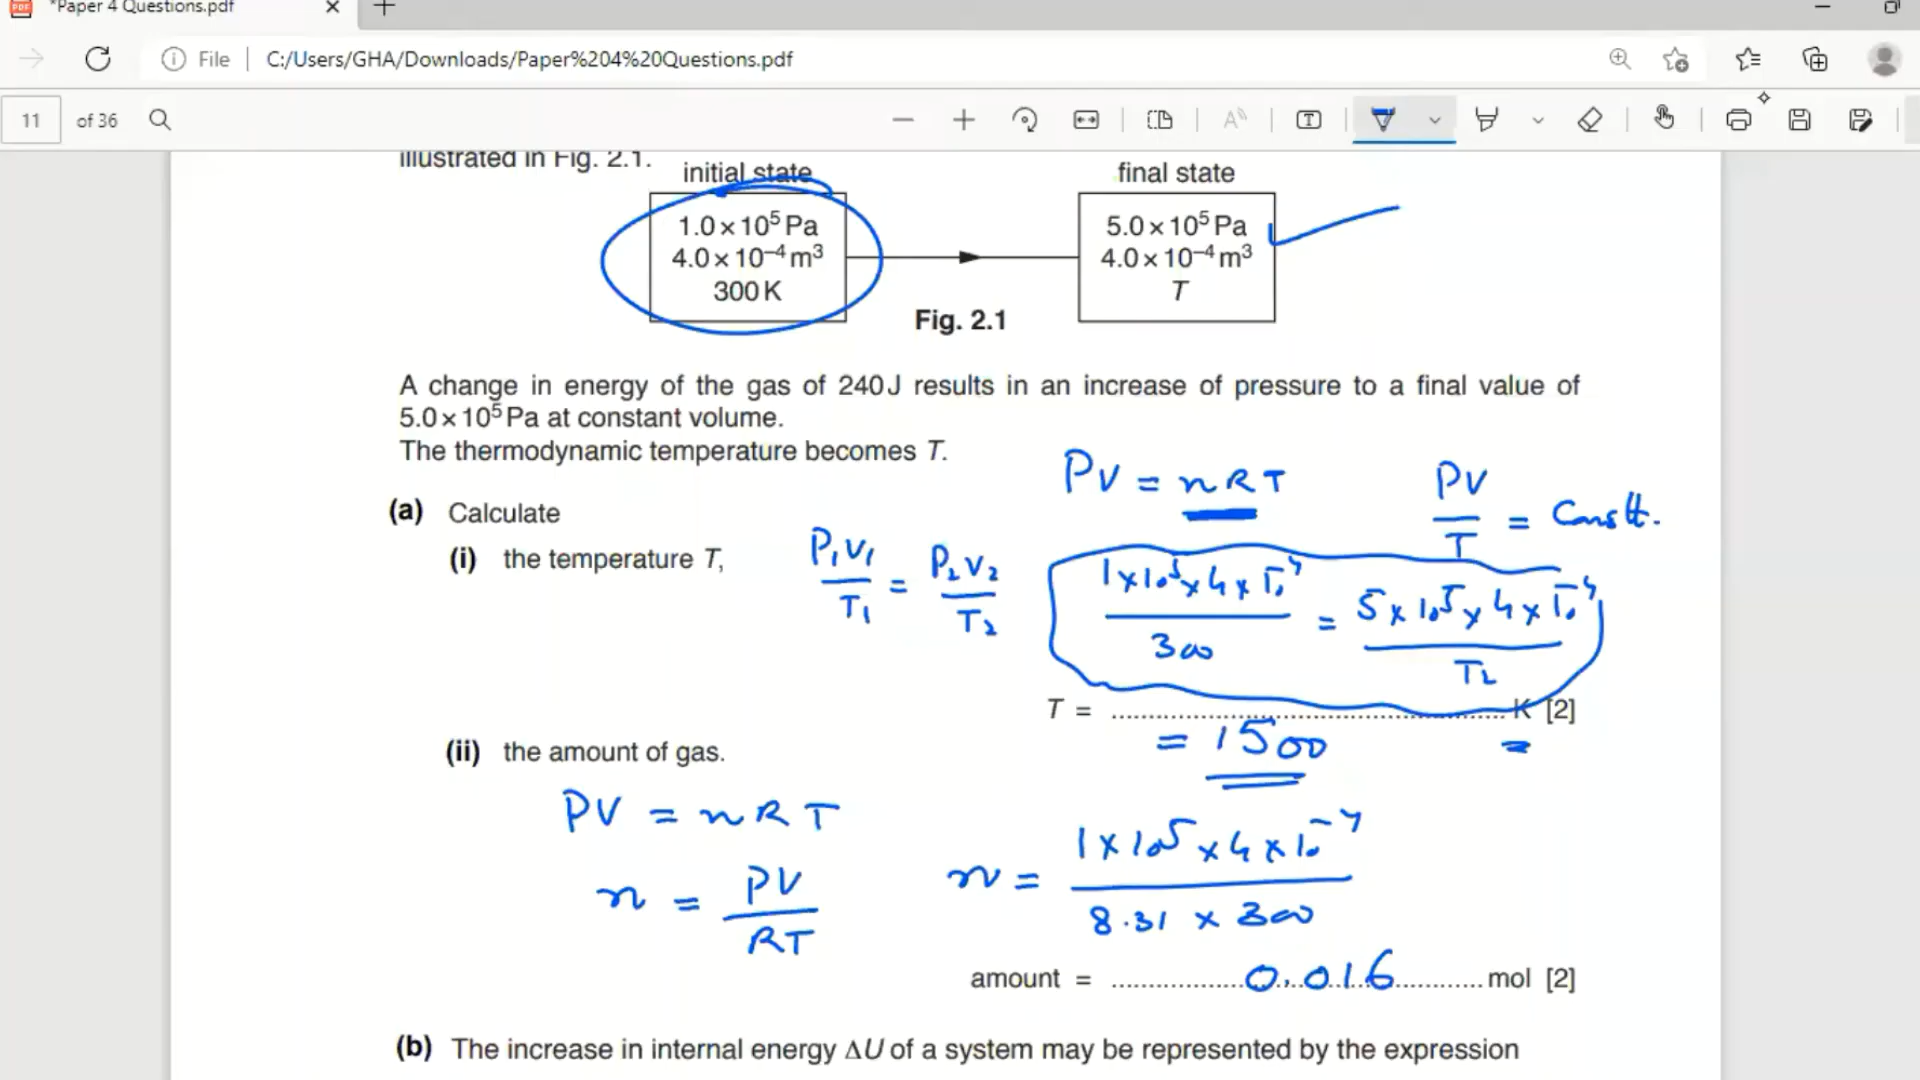 *Paper 4 Questions.pdf
File C:/Users/GHA/Downloads/Paper%204%20Questions.pdf
11 of 36
illustrated in Fig. 2.1.
initial state
final state
1.0×10⁵ Pa
4.0×10⁻⁴ m³
300 K
5.0×10⁵ Pa
4.0×10⁻⁴ m³
T
Fig. 2.1
A change in energy of the gas of 240 J results in an increase of pressure to a final value of
5.0×10⁵ Pa at constant volume.
The thermodynamic temperature becomes T.
PV = nRT
PV/T = Constt.
(a) Calculate
(i) the temperature T,
P₁V₁/T₁ = P₂V₂/T₂
1×10⁵×4×10⁻⁴/300 = 5×10⁵×4×10⁻⁴/T₂
T = .................................................. K [2]
= 1500
(ii) the amount of gas.
PV = nRT
n = PV/RT
n = 1×10⁵×4×10⁻⁴/8.31 × 300
amount = ..................0.016............ mol [2]
(b) The increase in internal energy ΔU of a system may be represented by the expression